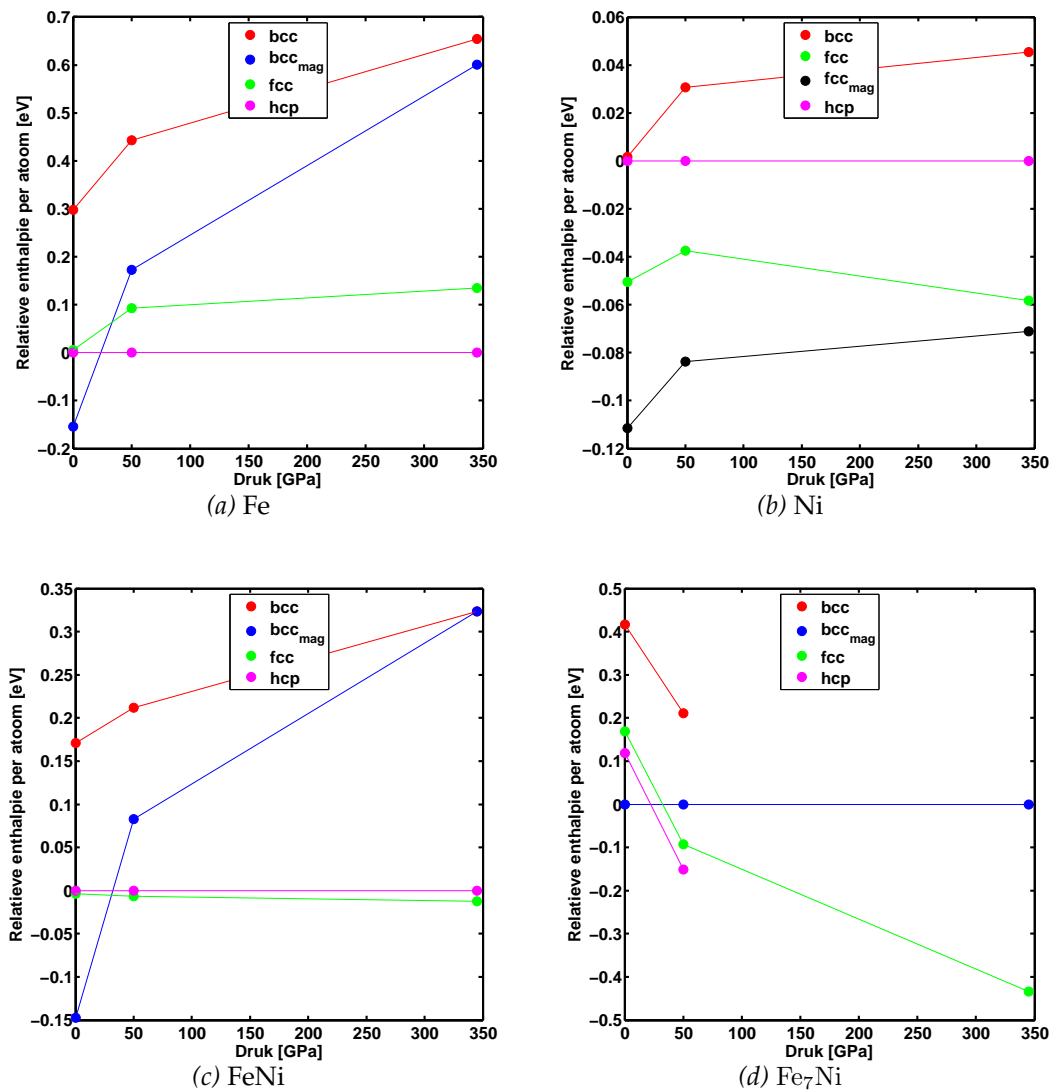 0.7
0.6
0.5
0.4
0.3
0.2
0.1
0
−0.1
−0.2
Relatieve enthalpie per atoom [eV]
bcc
bcc_mag
fcc
hcp
0 50 100 150 200 250 300 350
Druk [GPa]
(a) Fe
0.06
0.04
0.02
0
−0.02
−0.04
−0.06
−0.08
−0.1
−0.12
Relatieve enthalpie per atoom [eV]
bcc
fcc
fcc_mag
hcp
0 50 100 150 200 250 300 350
Druk [GPa]
(b) Ni
0.35
0.3
0.25
0.2
0.15
0.1
0.05
0
−0.05
−0.1
−0.15
Relatieve enthalpie per atoom [eV]
bcc
bcc_mag
fcc
hcp
0 50 100 150 200 250 300 350
Druk [GPa]
(c) FeNi
0.5
0.4
0.3
0.2
0.1
0
−0.1
−0.2
−0.3
−0.4
−0.5
Relatieve enthalpie per atoom [eV]
bcc
bcc_mag
fcc
hcp
0 50 100 150 200 250 300 350
Druk [GPa]
(d) Fe₇Ni